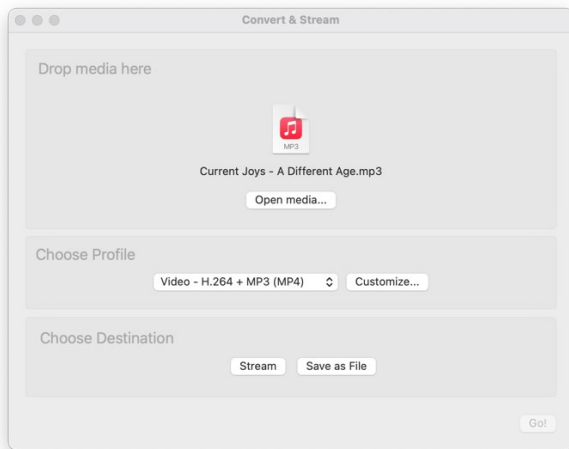 Convert & Stream
Drop media here
MP3
Current Joys - A Different Age.mp3
Open media...
Choose Profile
Video - H.264 + MP3 (MP4)
Customize...
Choose Destination
Stream
Save as File
Go!